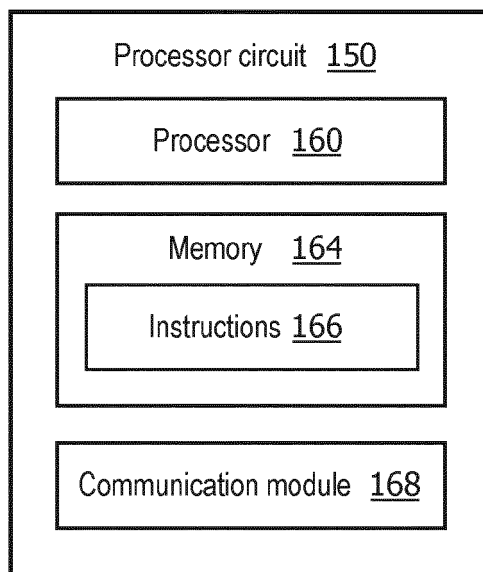 Processor circuit 150
Processor 160
Memory 164
Instructions 166
Communication module 168